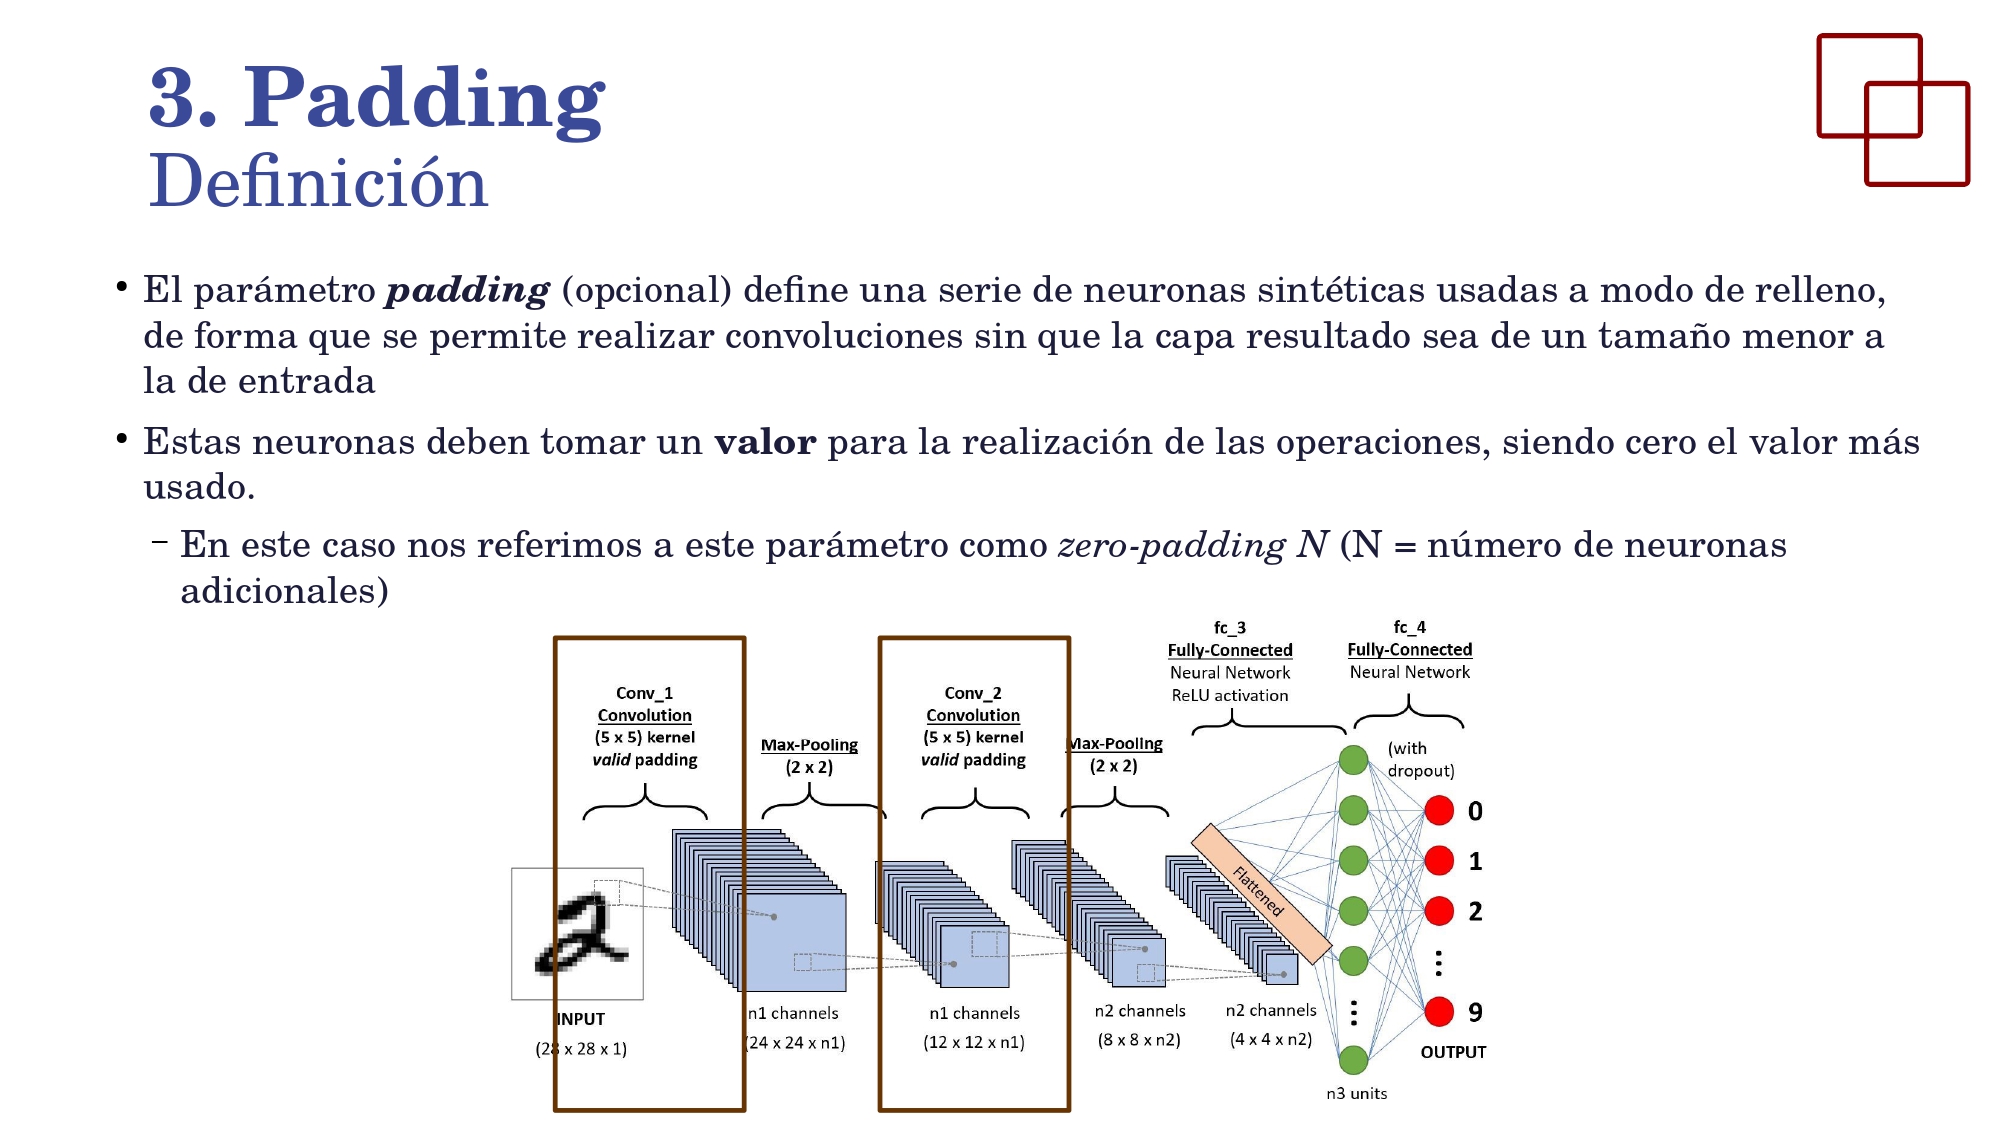 3. Padding
Definición
• El parámetro padding (opcional) define una serie de neuronas sintéticas usadas a modo de relleno,
de forma que se permite realizar convoluciones sin que la capa resultado sea de un tamaño menor a
la de entrada
• Estas neuronas deben tomar un valor para la realización de las operaciones, siendo cero el valor más
usado.
– En este caso nos referimos a este parámetro como zero-padding N (N = número de neuronas
adicionales)
Conv_1
Convolution
(5 x 5) kernel
valid padding
Max-Pooling
(2 x 2)
Conv_2
Convolution
(5 x 5) kernel
valid padding
Max-Pooling
(2 x 2)
fc_3
Fully-Connected
Neural Network
ReLU activation
fc_4
Fully-Connected
Neural Network
(with
dropout)
Flattened
0
1
2
9
OUTPUT
2
INPUT
(28 x 28 x 1)
n1 channels
(24 x 24 x n1)
n1 channels
(12 x 12 x n1)
n2 channels
(8 x 8 x n2)
n2 channels
(4 x 4 x n2)
n3 units